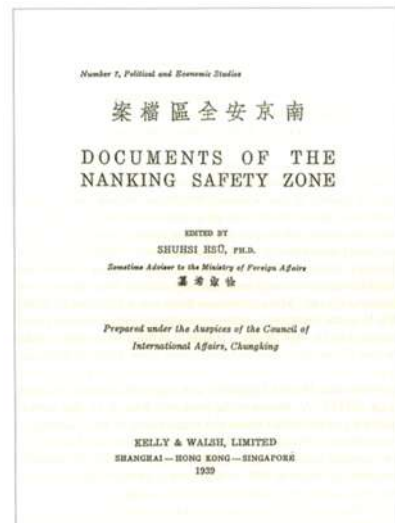 Number 7, Political and Economic Studies
案檔區全安京南
DOCUMENTS OF THE
NANKING SAFETY ZONE
EDITED BY
SHUHSI HSÜ, PH.D.
Sometime Adviser to the Ministry of Foreign Affairs
Prepared under the Auspices of the Council of
International Affairs, Chungking
KELLY & WALSH, LIMITED
SHANGHAI — HONG KONG — SINGAPORE
1939